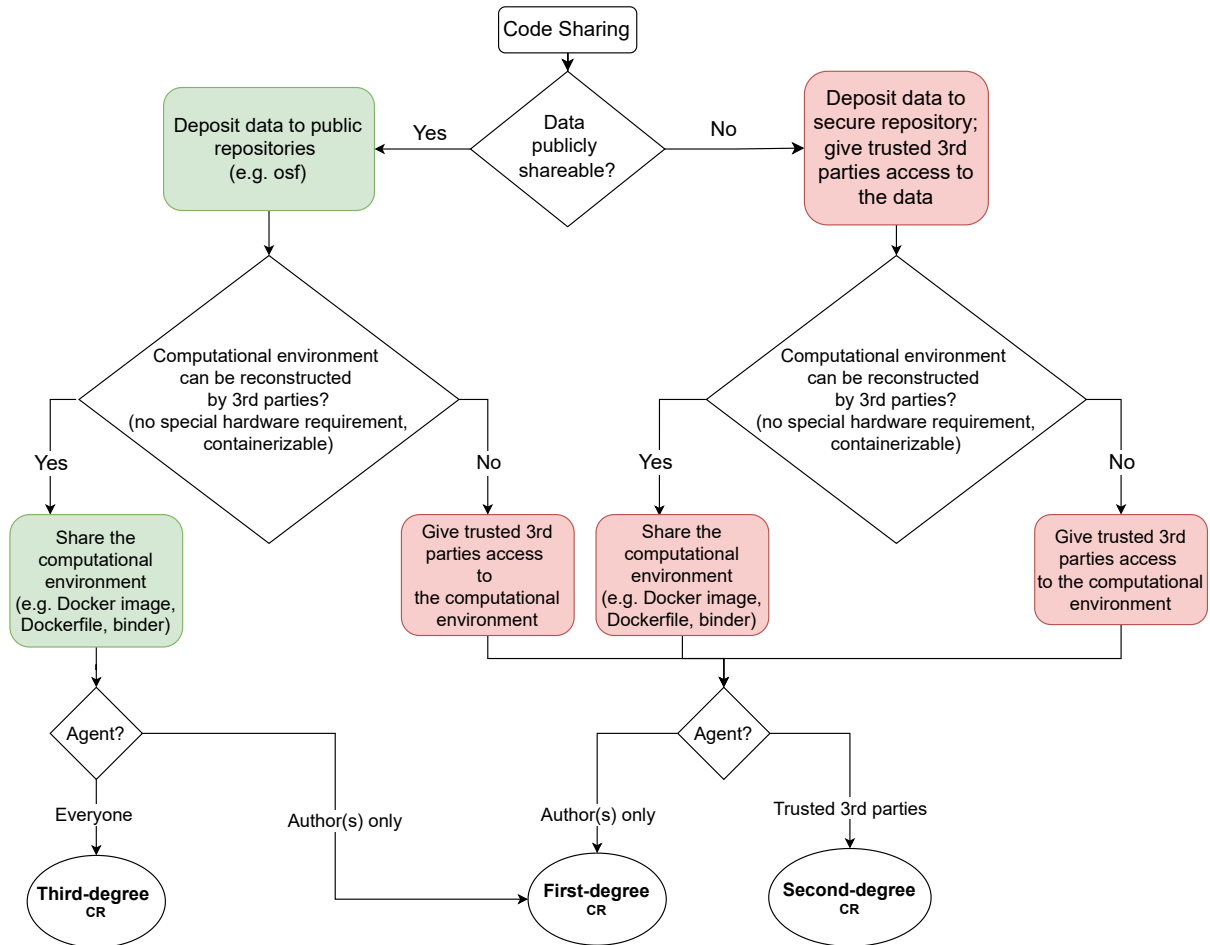 Code Sharing
Data
publicly
shareable?
Yes
No
Deposit data to public
repositories
(e.g. osf)
Deposit data to
secure repository;
give trusted 3rd
parties access to
the data
Computational environment
can be reconstructed
by 3rd parties?
(no special hardware requirement,
containerizable)
Computational environment
can be reconstructed
by 3rd parties?
(no special hardware requirement,
containerizable)
Yes
No
Yes
No
Share the
computational
environment
(e.g. Docker image,
Dockerfile, binder)
Give trusted 3rd
parties access
to
the computational
environment
Share the
computational
environment
(e.g. Docker image,
Dockerfile, binder)
Give trusted 3rd
parties access
to the computational
environment
Agent?
Agent?
Everyone
Author(s) only
Author(s) only
Trusted 3rd parties
Third-degree
CR
First-degree
CR
Second-degree
CR